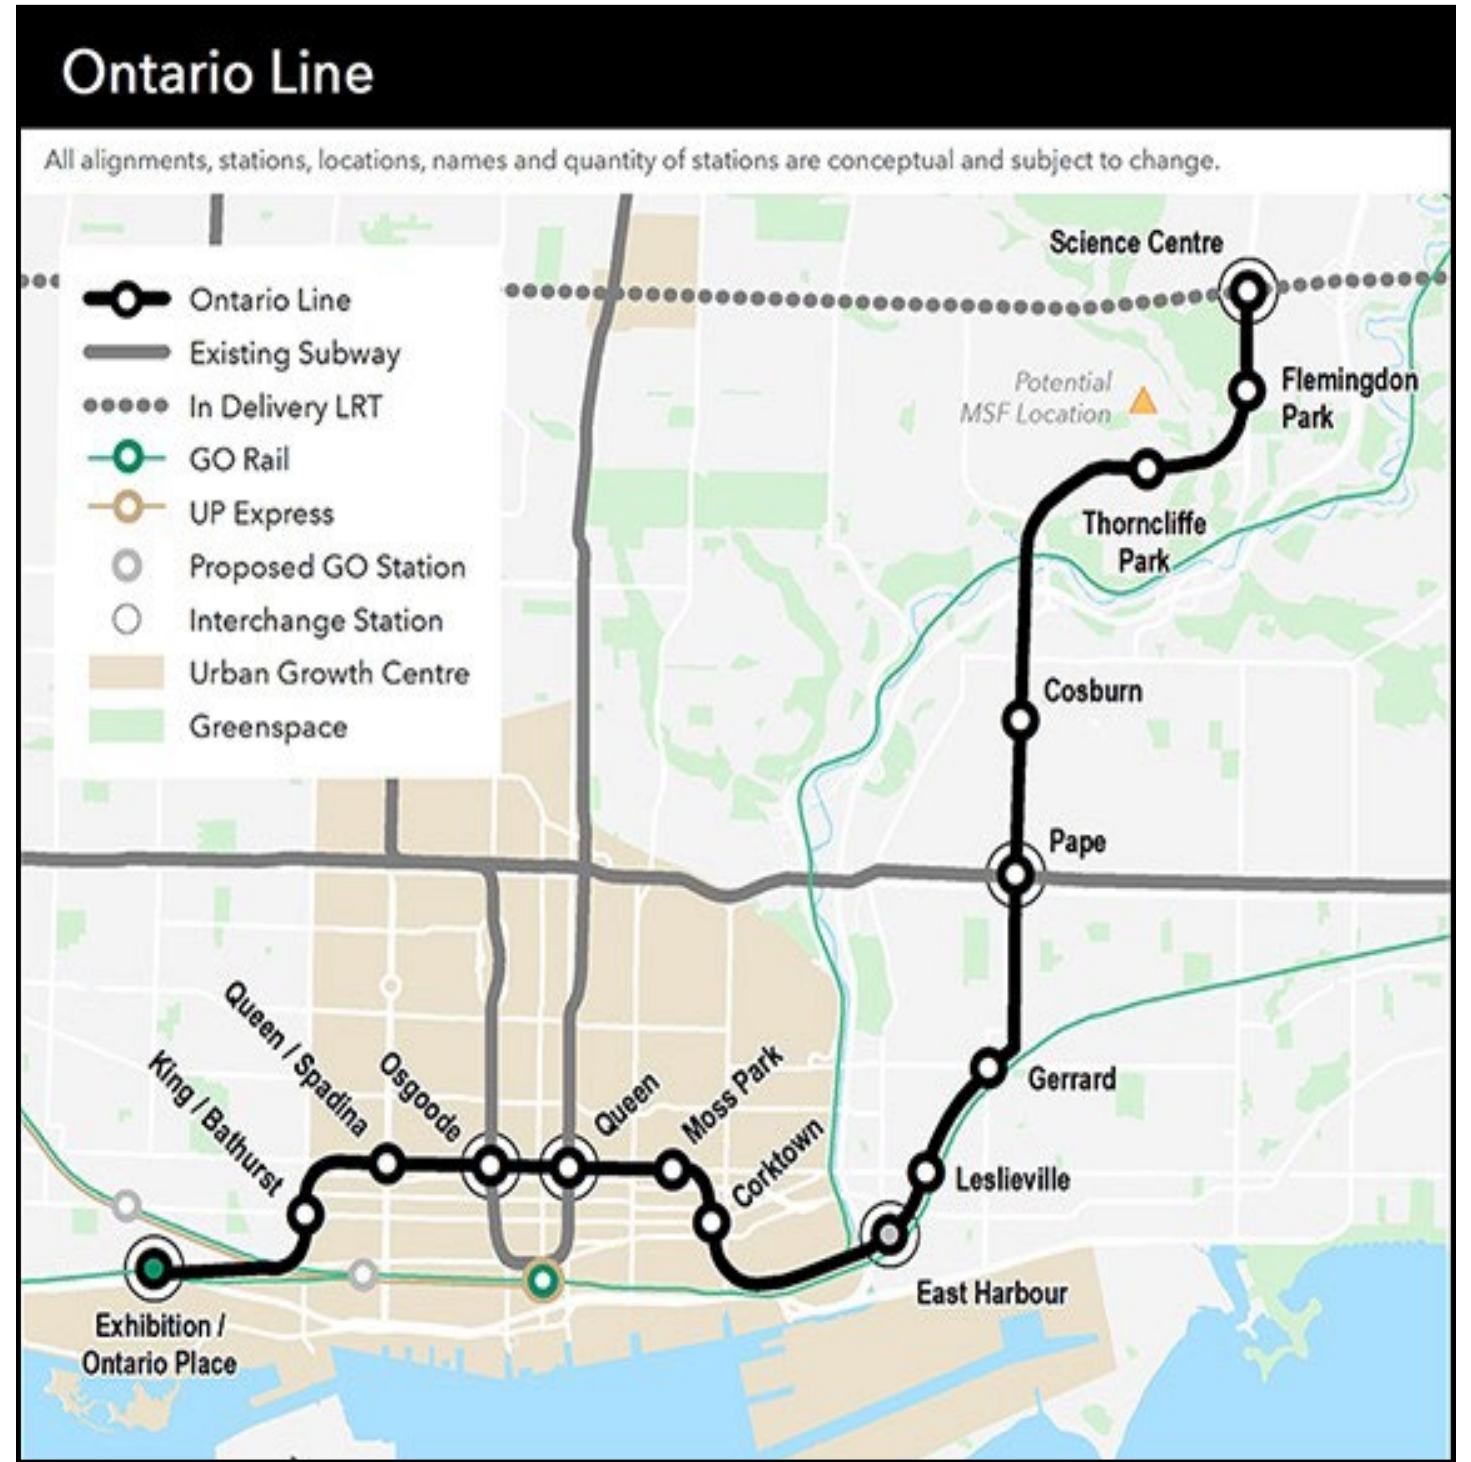 Ontario Line
All alignments, stations, locations, names and quantity of stations are conceptual and subject to change.
Science Centre
Ontario Line
Existing Subway
In Delivery LRT
GO Rail
UP Express
Proposed GO Station
Interchange Station
Urban Growth Centre
Greenspace
Potential
MSF Location
Flemingdon
Park
Thorncliffe
Park
Cosburn
Pape
Gerrard
Leslieville
East Harbour
Corktown
Moss Park
Queen
Osgoode
Queen / Spadina
King / Bathurst
Exhibition /
Ontario Place